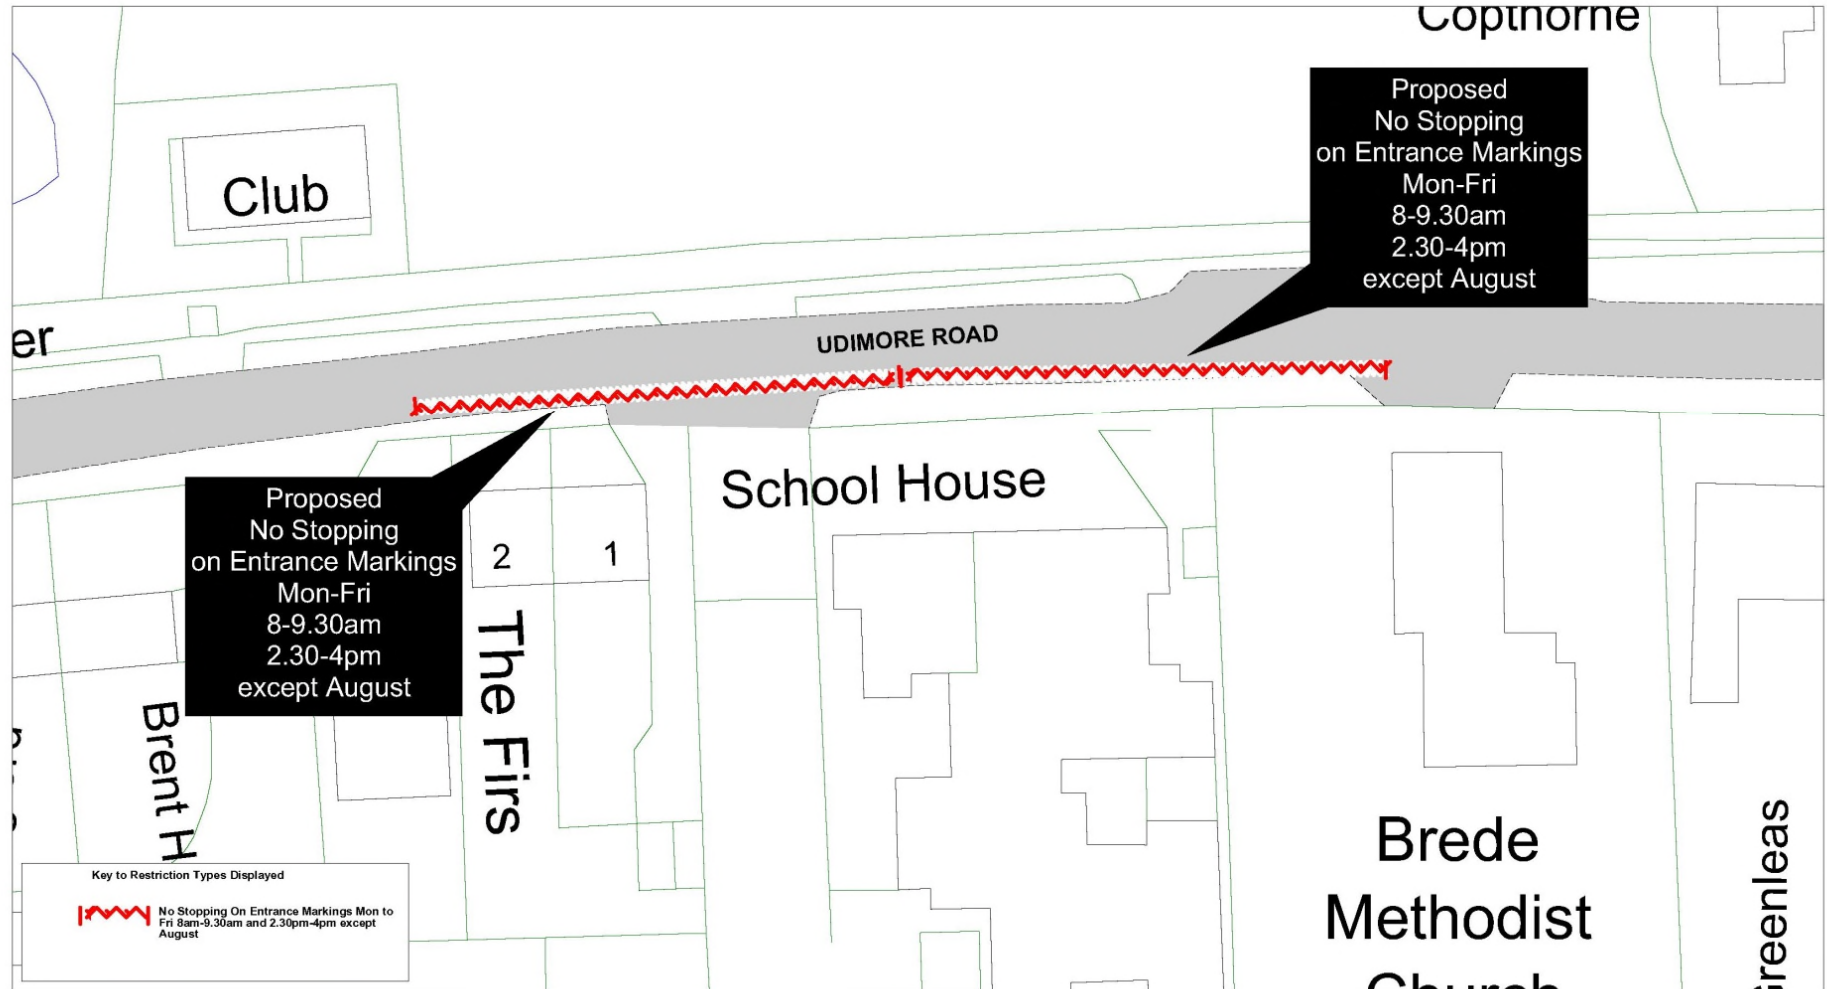 Copthorne
Proposed
No Stopping
on Entrance Markings
Mon-Fri
8-9.30am
2.30-4pm
except August
Club
er
UDIMORE ROAD
School House
Proposed
No Stopping
on Entrance Markings
Mon-Fri
8-9.30am
2.30-4pm
except August
2
1
The Firs
Brent H
Brede
Methodist
Church
Greenleas
Key to Restriction Types Displayed
No Stopping On Entrance Markings Mon to
Fri 8am-9.30am and 2.30pm-4pm except
August